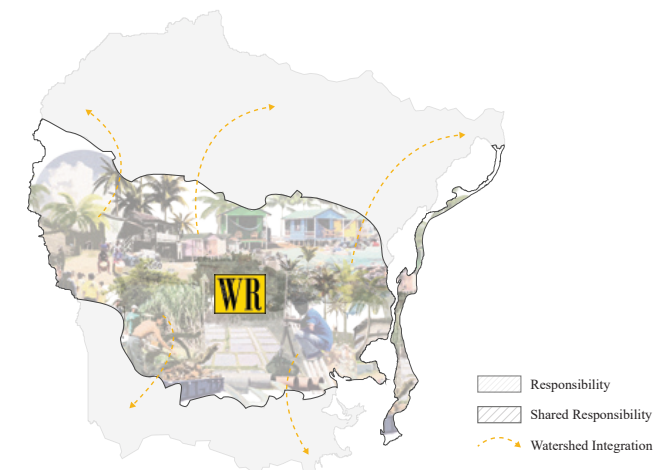 WR
Responsibility
Shared Responsibility
Watershed Integration